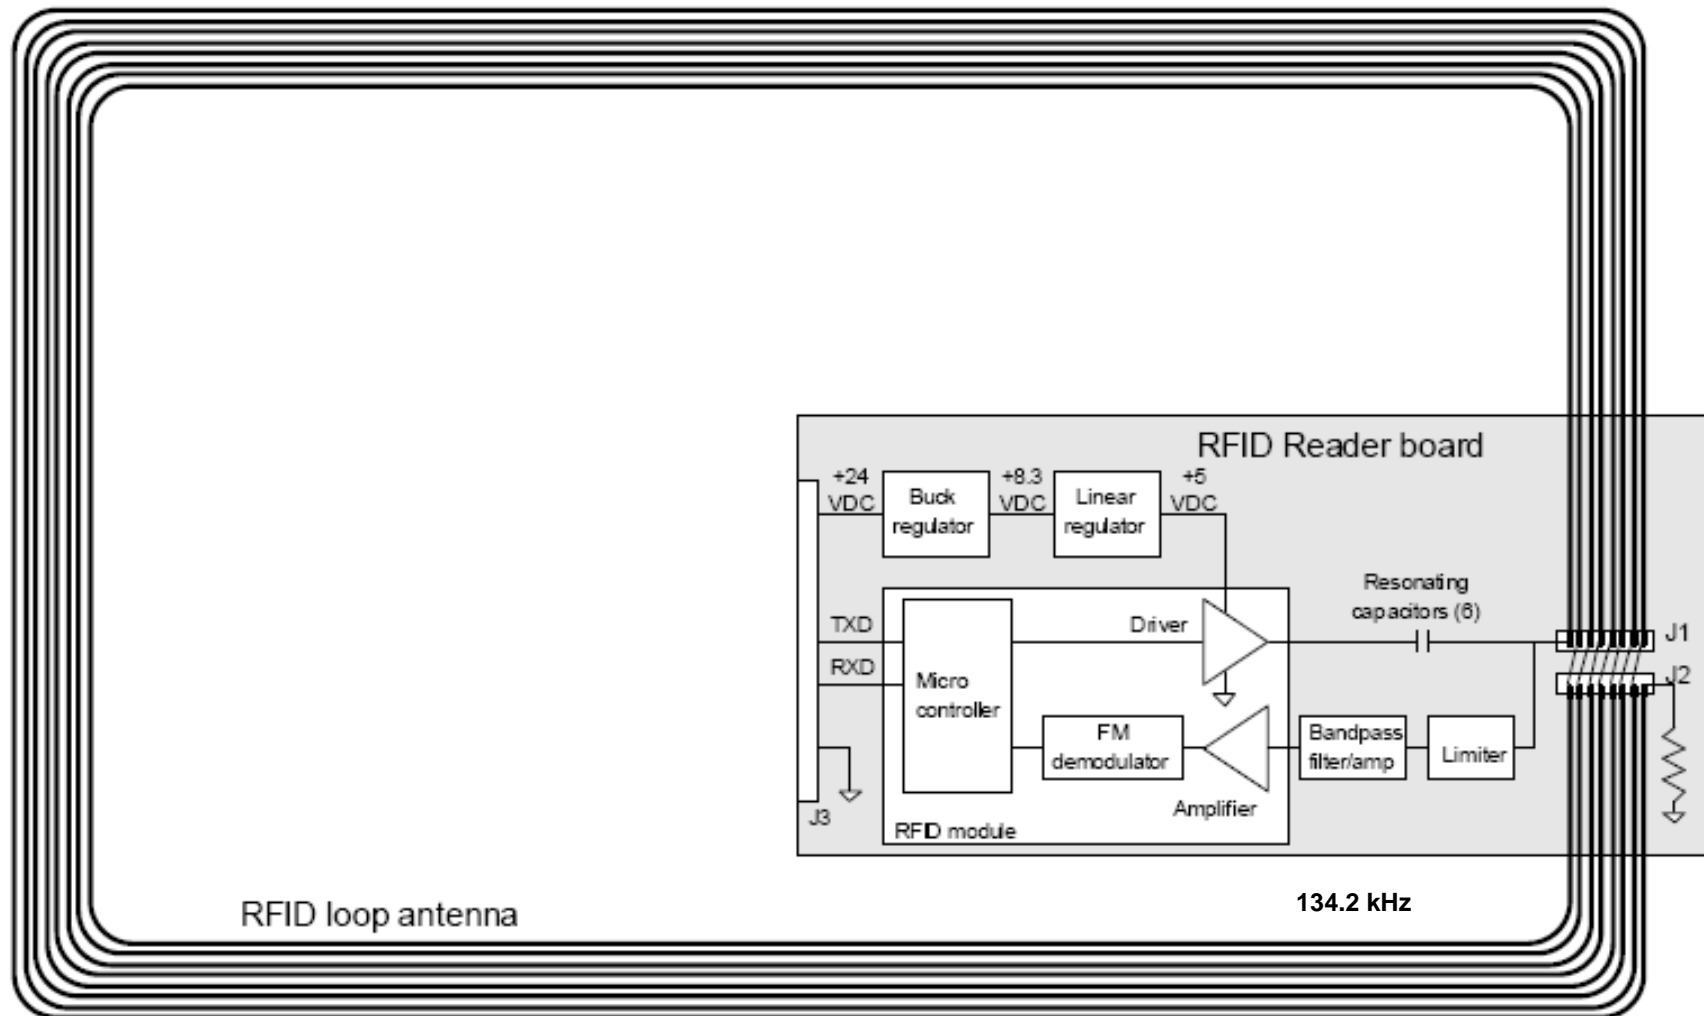 RFID Reader board
+24
VDC
Buck
regulator
+8.3
VDC
Linear
regulator
+5
VDC
Resonating
capacitors (6)
TXD
RXD
Micro
controller
Driver
J1
J2
FM
demodulator
Amplifier
Bandpass
filter/amp
Limiter
J3
RFID module
134.2 kHz
RFID loop antenna